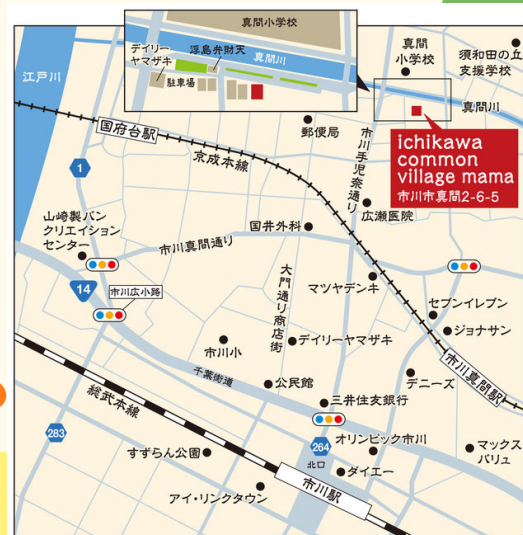 真間小学校
真間川
デイリー
ヤマザキ
浮島弁財天
駐車場
江戸川
真間
小学校
須和田の丘
支援学校
真間川
国府台駅
郵便局
ichikawa
common
village mama
市川市真間2-6-5
1
京成本線
市川手児奈通り
広瀬医院
山崎製パン
クリエイション
センター
国井外科
市川真間通り
14
市川広小路
大門通り商店街
マツヤデンキ
セブンイレブン
ジョナサン
市川小
デイリーヤマザキ
市川真間駅
千葉街道
公民館
デニーズ
三井住友銀行
総武本線
283
すずらん公園
264
北口
オリンピック市川
マックス
バリュ
ダイエー
アイ・リンクタウン
市川駅